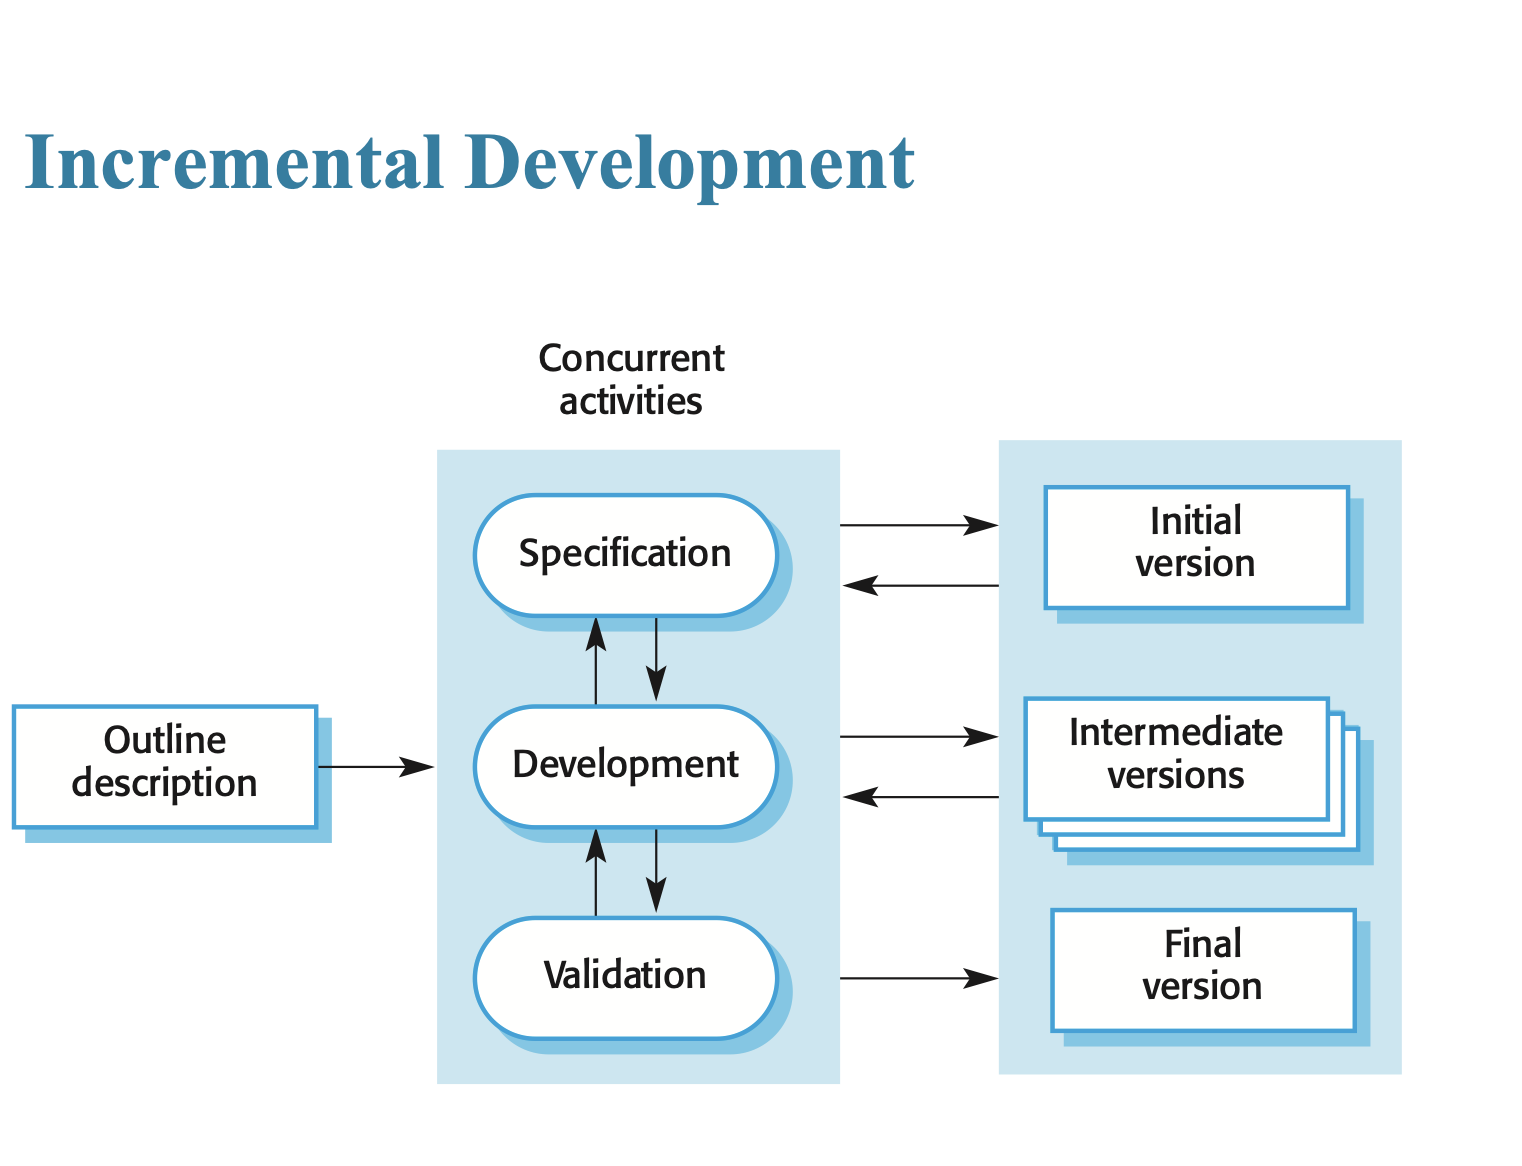 Incremental Development
Concurrent
activities
Outline
description
Specification
Development
Validation
Initial
version
Intermediate
versions
Final
version